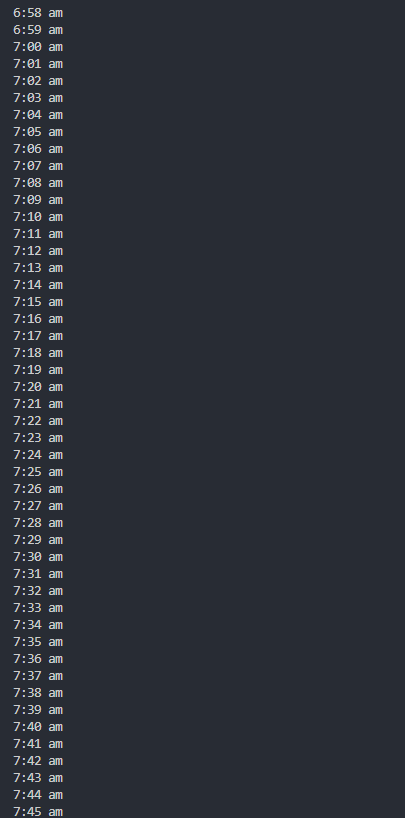 6:58 am
6:59 am
7:00 am
7:01 am
7:02 am
7:03 am
7:04 am
7:05 am
7:06 am
7:07 am
7:08 am
7:09 am
7:10 am
7:11 am
7:12 am
7:13 am
7:14 am
7:15 am
7:16 am
7:17 am
7:18 am
7:19 am
7:20 am
7:21 am
7:22 am
7:23 am
7:24 am
7:25 am
7:26 am
7:27 am
7:28 am
7:29 am
7:30 am
7:31 am
7:32 am
7:33 am
7:34 am
7:35 am
7:36 am
7:37 am
7:38 am
7:39 am
7:40 am
7:41 am
7:42 am
7:43 am
7:44 am
7:45 am